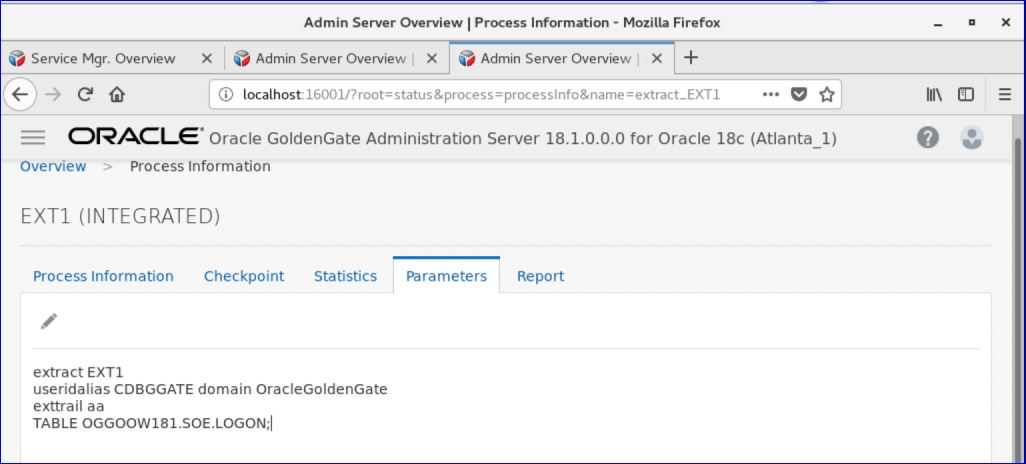 Admin Server Overview | Process Information - Mozilla Firefox
Service Mgr. Overview
Admin Server Overview |
Admin Server Overview |
localhost:16001/?root=status&process=processInfo&name=extract_EXT1
ORACLE® Oracle GoldenGate Administration Server 18.1.0.0.0 for Oracle 18c (Atlanta_1)
Overview > Process Information
EXT1 (INTEGRATED)
Process Information Checkpoint Statistics Parameters Report
extract EXT1
useridalias CDBGGATE domain OracleGoldenGate
exttrail aa
TABLE OGGOOW181.SOE.LOGON;